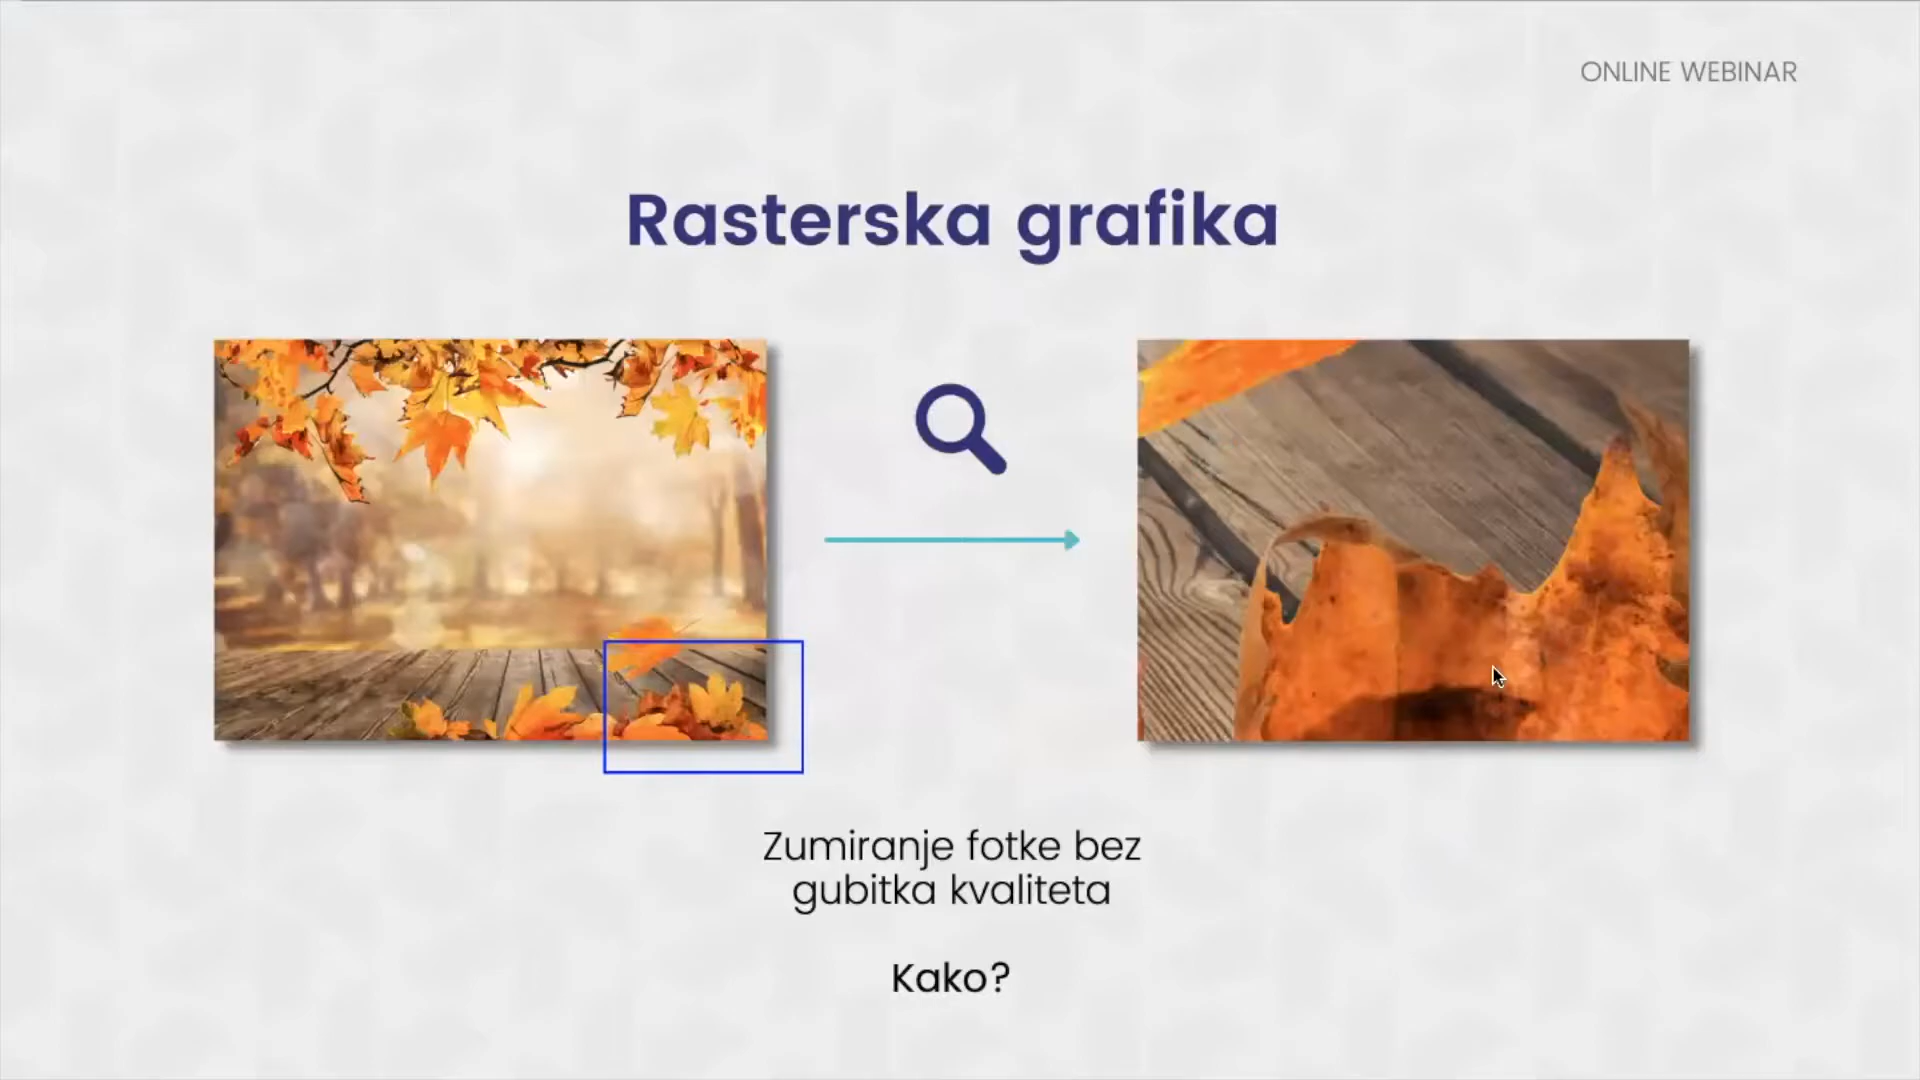 ONLINE WEBINAR
Rasterska grafika
Zumiranje fotke bez
gubitka kvaliteta
Kako?